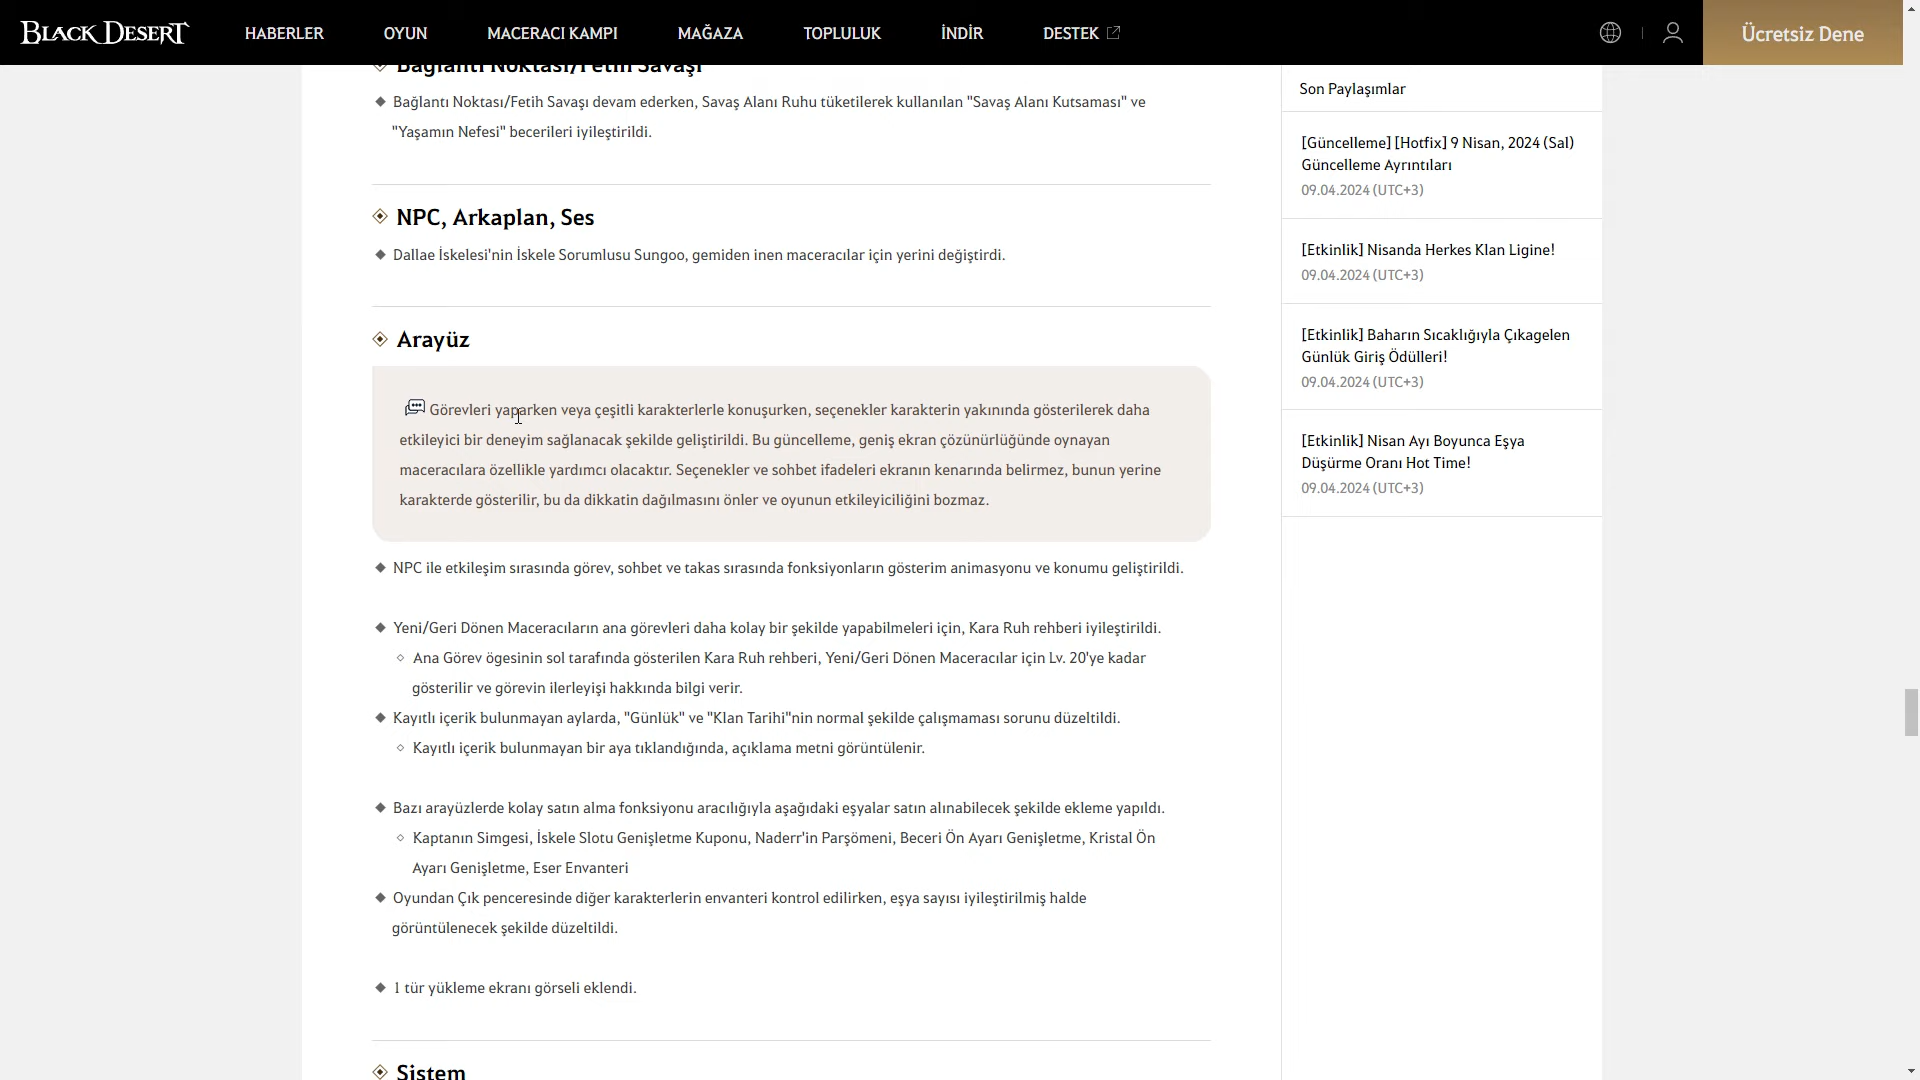 BLACK DESERT
HABERLER
OYUN
MACERACI KAMPI
MAĞAZA
TOPLULUK
İNDİR
DESTEK
Ücretsiz Dene
Bağlantı Noktası/Fetih Savaşı
Bağlantı Noktası/Fetih Savaşı devam ederken, Savaş Alanı Ruhu tüketilerek kullanılan "Savaş Alanı Kutsaması" ve
"Yaşamın Nefesi" becerileri iyileştirildi.
NPC, Arkaplan, Ses
Dallae İskelesi'nin İskele Sorumlusu Sungoo, gemiden inen maceracılar için yerini değiştirdi.
Arayüz
Görevleri yaparken veya çeşitli karakterlerle konuşurken, seçenekler karakterin yakınında gösterilerek daha
etkileyici bir deneyim sağlanacak şekilde geliştirildi. Bu güncelleme, geniş ekran çözünürlüğünde oynayan
maceracılara özellikle yardımcı olacaktır. Seçenekler ve sohbet ifadeleri ekranın kenarında belirmez, bunun yerine
karakterde gösterilir, bu da dikkatin dağılmasını önler ve oyunun etkileyiciliğini bozmaz.
NPC ile etkileşim sırasında görev, sohbet ve takas sırasında fonksiyonların gösterim animasyonu ve konumu geliştirildi.
Yeni/Geri Dönen Maceracıların ana görevleri daha kolay bir şekilde yapabilmeleri için, Kara Ruh rehberi iyileştirildi.
Ana Görev ögesinin sol tarafında gösterilen Kara Ruh rehberi, Yeni/Geri Dönen Maceracılar için Lv. 20'ye kadar
gösterilir ve görevin ilerleyişi hakkında bilgi verir.
Kayıtlı içerik bulunmayan aylarda, "Günlük" ve "Klan Tarihi"nin normal şekilde çalışmaması sorunu düzeltildi.
Kayıtlı içerik bulunmayan bir aya tıklandığında, açıklama metni görüntülenir.
Bazı arayüzlerde kolay satın alma fonksiyonu aracılığıyla aşağıdaki eşyalar satın alınabilecek şekilde ekleme yapıldı.
Kaptanın Simgesi, İskele Slotu Genişletme Kuponu, Naderr'in Parşömeni, Beceri Ön Ayarı Genişletme, Kristal Ön
Ayarı Genişletme, Eser Envanteri
Oyundan Çık penceresinde diğer karakterlerin envanteri kontrol edilirken, eşya sayısı iyileştirilmiş halde
görüntülenecek şekilde düzeltildi.
1 tür yükleme ekranı görseli eklendi.
Sistem
Son Paylaşımlar
[Güncelleme] [Hotfix] 9 Nisan, 2024 (Sal)
Güncelleme Ayrıntıları
09.04.2024 (UTC+3)
[Etkinlik] Nisanda Herkes Klan Ligine!
09.04.2024 (UTC+3)
[Etkinlik] Baharın Sıcaklığıyla Çıkagelen
Günlük Giriş Ödülleri!
09.04.2024 (UTC+3)
[Etkinlik] Nisan Ayı Boyunca Eşya
Düşürme Oranı Hot Time!
09.04.2024 (UTC+3)